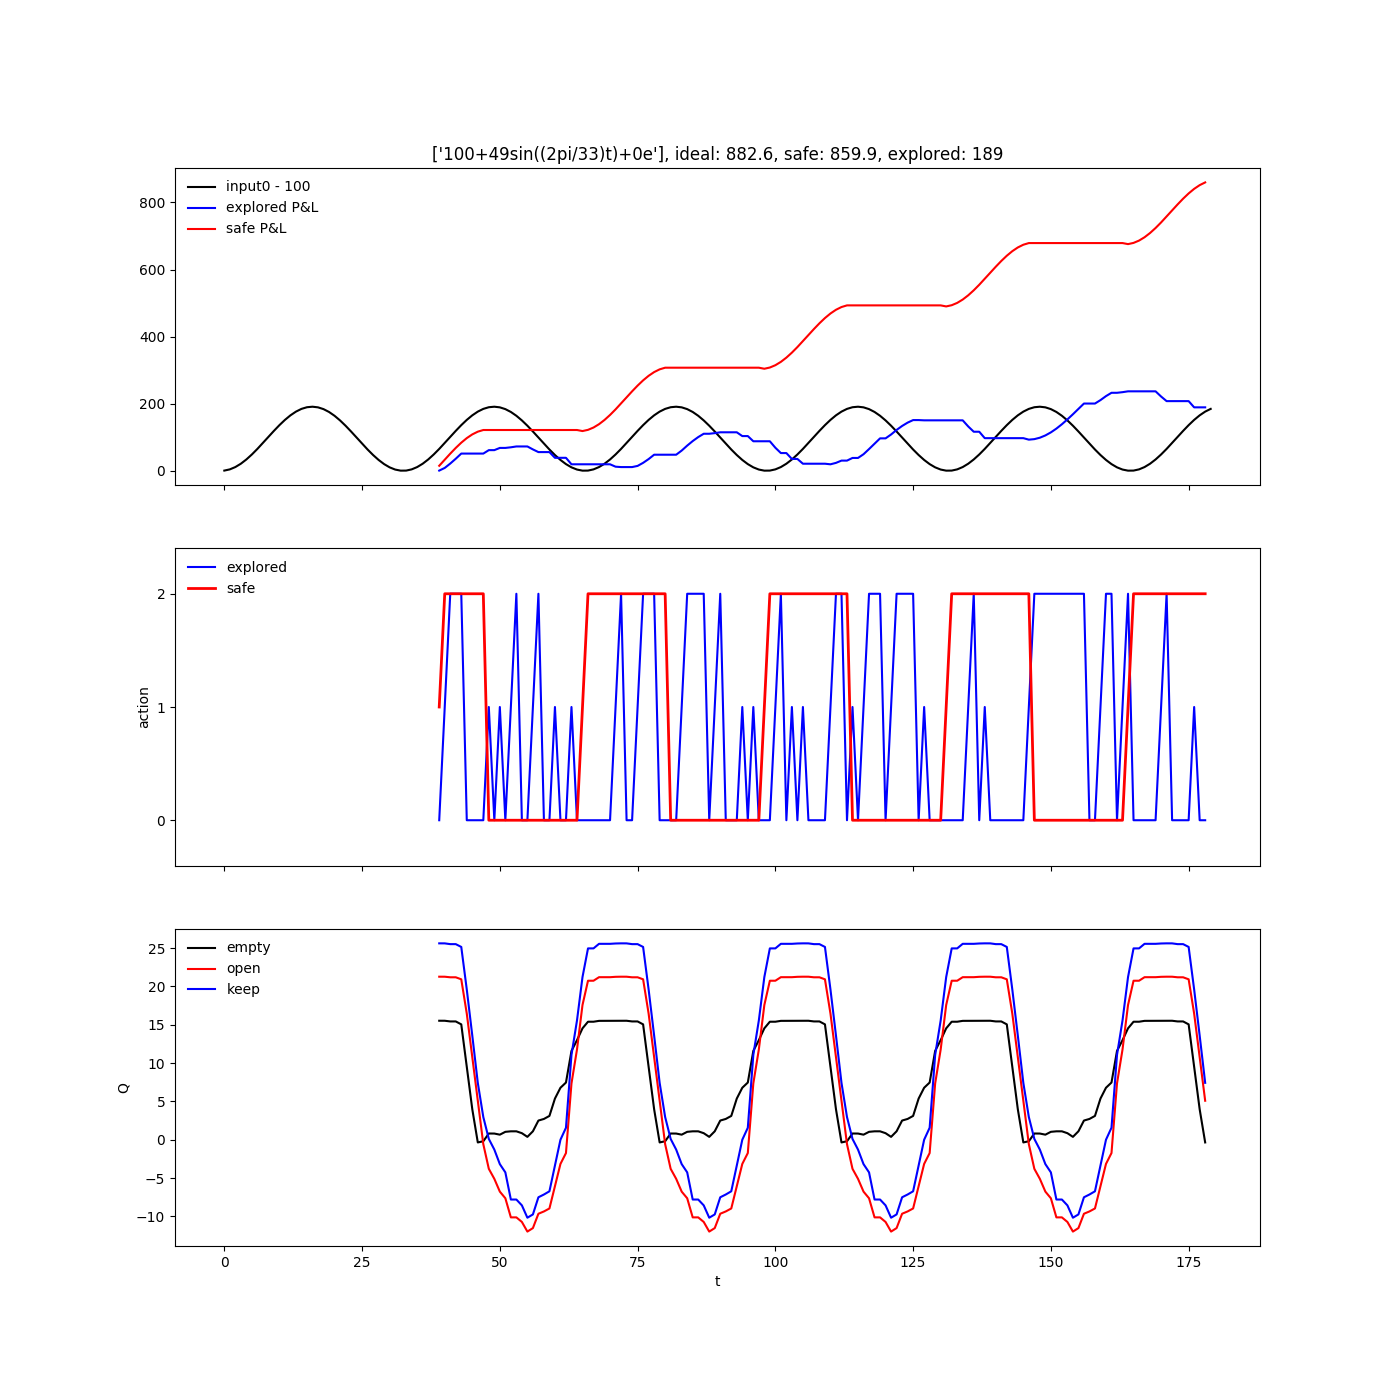 ['100+49sin((2pi/33)t)+0e'], ideal: 882.6, safe: 859.9, explored: 189
input0 - 100
explored P&L
safe P&L
800
600
400
200
0
explored
safe
2
1
0
action
empty
open
keep
25
20
15
10
5
0
−5
−10
Q
0 25 50 75 100 125 150 175
t